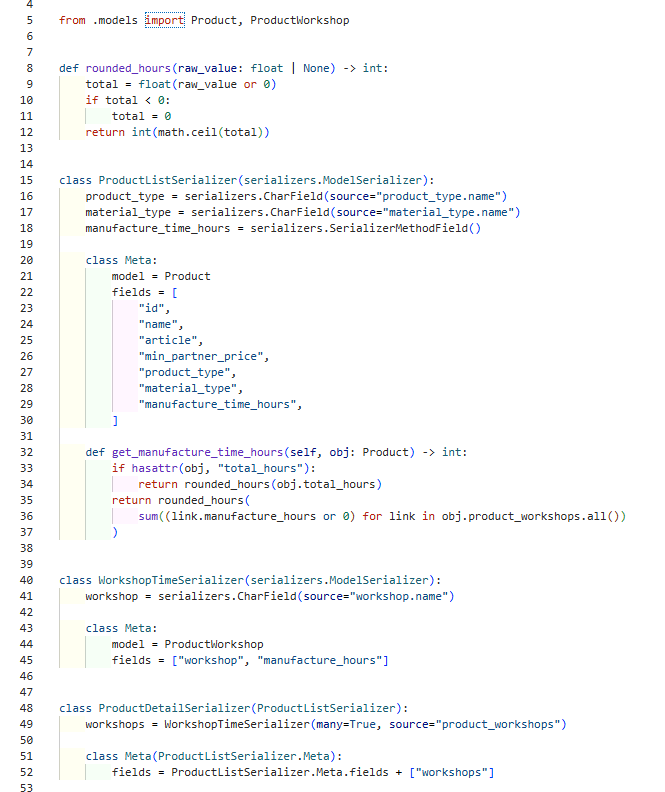 4
5 from .models import Product, ProductWorkshop
6
7
8 def rounded_hours(raw_value: float | None) -> int:
9     total = float(raw_value or 0)
10     if total < 0:
11         total = 0
12     return int(math.ceil(total))
13
14
15 class ProductListSerializer(serializers.ModelSerializer):
16     product_type = serializers.CharField(source="product_type.name")
17     material_type = serializers.CharField(source="material_type.name")
18     manufacture_time_hours = serializers.SerializerMethodField()
19
20     class Meta:
21         model = Product
22         fields = [
23             "id",
24             "name",
25             "article",
26             "min_partner_price",
27             "product_type",
28             "material_type",
29             "manufacture_time_hours",
30         ]
31
32     def get_manufacture_time_hours(self, obj: Product) -> int:
33         if hasattr(obj, "total_hours"):
34             return rounded_hours(obj.total_hours)
35         return rounded_hours(
36             sum((link.manufacture_hours or 0) for link in obj.product_workshops.all())
37         )
38
39
40 class WorkshopTimeSerializer(serializers.ModelSerializer):
41     workshop = serializers.CharField(source="workshop.name")
42
43     class Meta:
44         model = ProductWorkshop
45         fields = ["workshop", "manufacture_hours"]
46
47
48 class ProductDetailSerializer(ProductListSerializer):
49     workshops = WorkshopTimeSerializer(many=True, source="product_workshops")
50
51     class Meta(ProductListSerializer.Meta):
52         fields = ProductListSerializer.Meta.fields + ["workshops"]
53